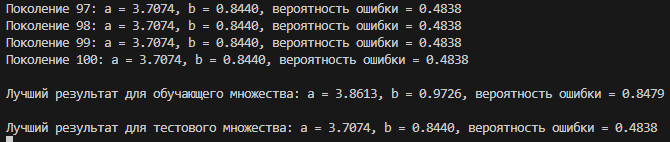 Поколение 97: a = 3.7074, b = 0.8440, вероятность ошибки = 0.4838
Поколение 98: a = 3.7074, b = 0.8440, вероятность ошибки = 0.4838
Поколение 99: a = 3.7074, b = 0.8440, вероятность ошибки = 0.4838
Поколение 100: a = 3.7074, b = 0.8440, вероятность ошибки = 0.4838
Лучший результат для обучающего множества: a = 3.8613, b = 0.9726, вероятность ошибки = 0.8479
Лучший результат для тестового множества: a = 3.7074, b = 0.8440, вероятность ошибки = 0.4838